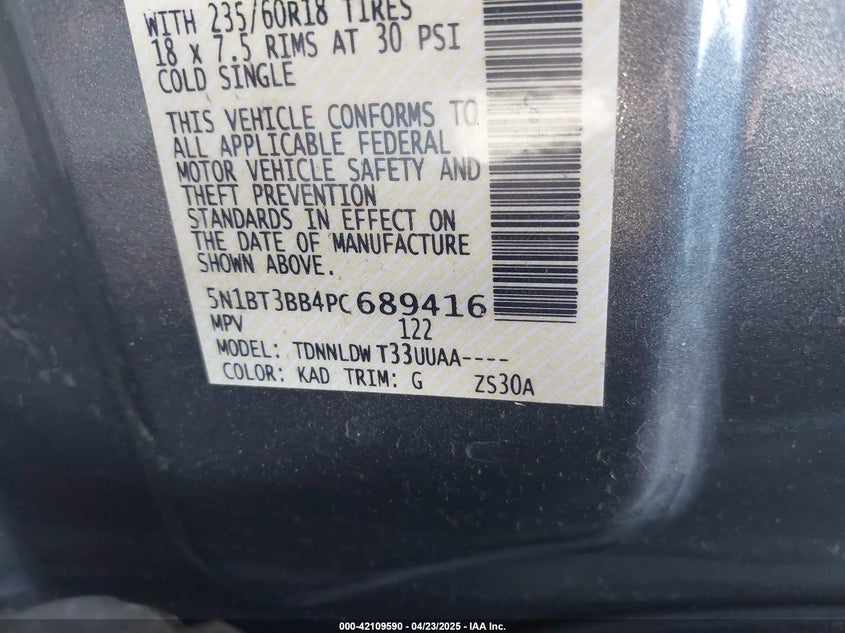 WITH 235/60R18 TIRES
18 x 7.5 RIMS AT 30 PSI
COLD SINGLE
THIS VEHICLE CONFORMS TO
ALL APPLICABLE FEDERAL
MOTOR VEHICLE SAFETY AND
THEFT PREVENTION
STANDARDS IN EFFECT ON
THE DATE OF MANUFACTURE
SHOWN ABOVE.
5N1BT3BB4PC689416
MPV 122
MODEL: TDNNLDW T33UUAA----
COLOR: KAD TRIM: G ZS30A
000-42109590 - 04/23/2025 - IAA Inc.